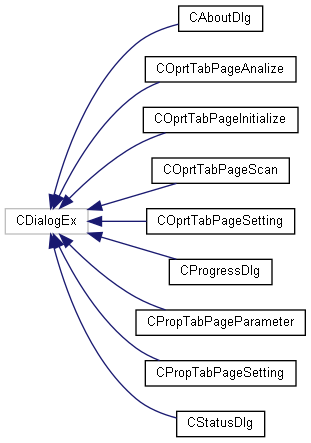 CAboutDlg
COprtTabPageAnalize
COprtTabPageInitialize
COprtTabPageScan
CDialogEx
COprtTabPageSetting
CProgressDlg
CPropTabPageParameter
CPropTabPageSetting
CStatusDlg